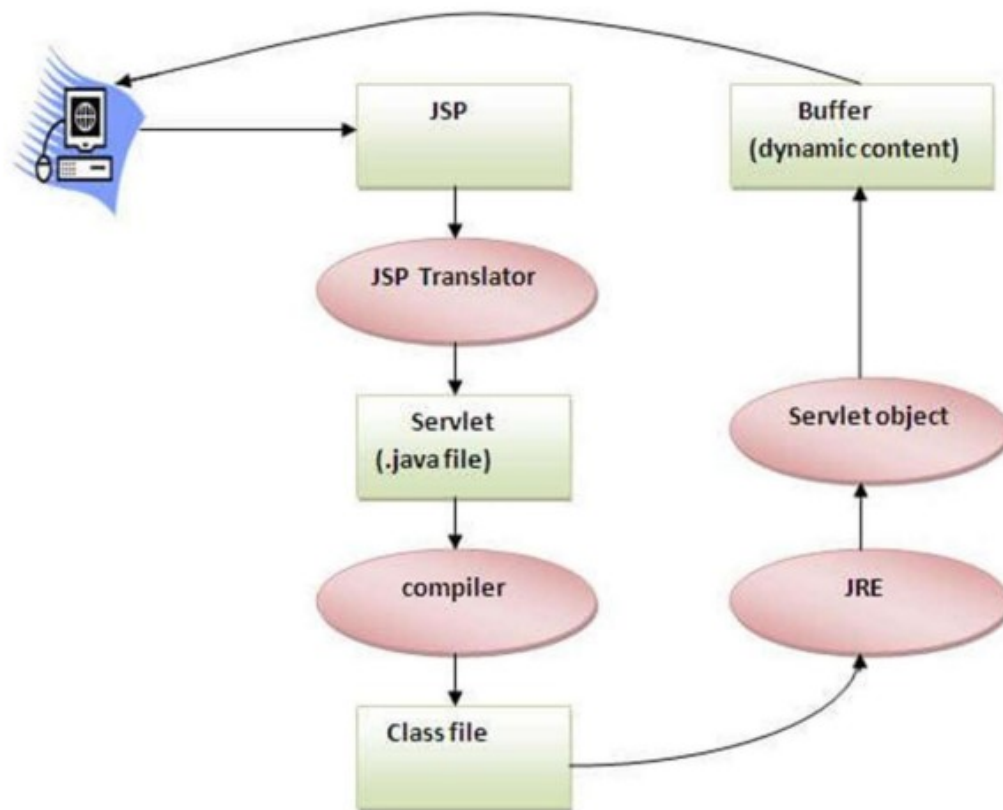 JSP
Buffer
(dynamic content)
JSP Translator
Servlet
(.java file)
Servlet object
compiler
JRE
Class file